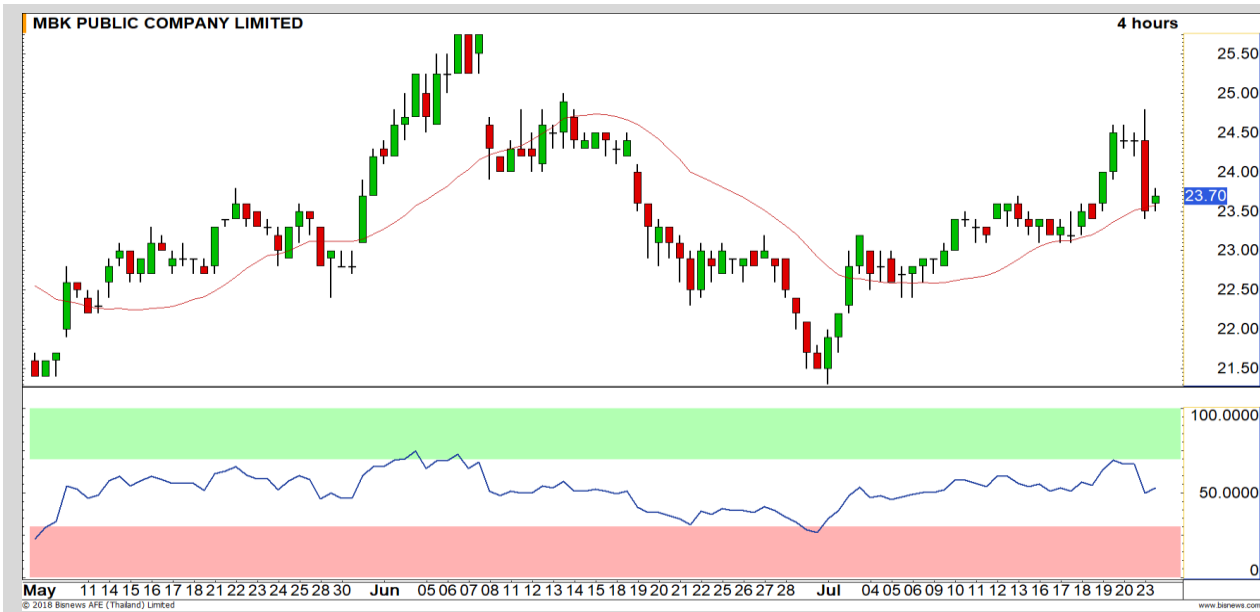 MBK PUBLIC COMPANY LIMITED
4 hours
25.50
25.00
24.50
24.00
23.70
23.50
23.00
22.50
22.00
21.50
100.0000
50.0000
0
May 11 14 15 16 17 18 21 22 23 24 25 28 30 Jun 05 06 07 08 11 12 13 14 15 18 19 20 21 22 25 26 27 28 Jul 04 05 06 09 10 11 12 13 16 17 18 19 20 23
© 2018 Bisnews AFE (Thailand) Limited
www.bisnews.com